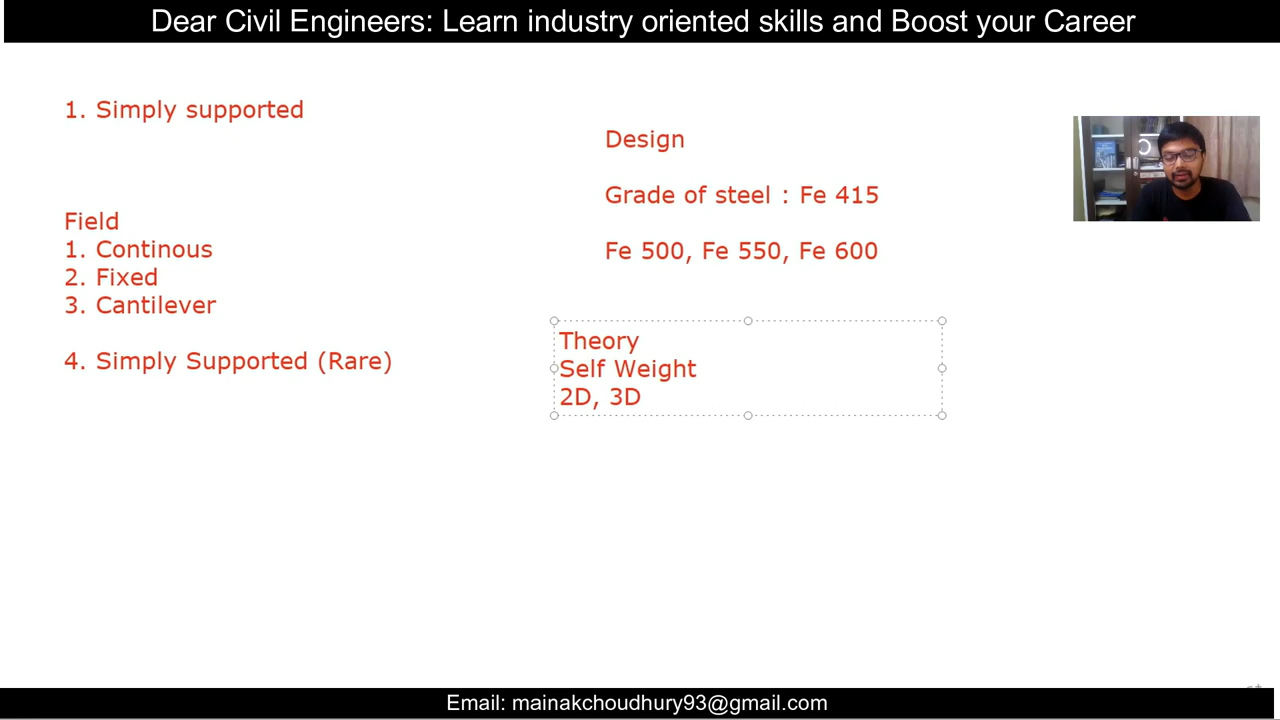 Dear Civil Engineers: Learn industry oriented skills and Boost your Career
1. Simply supported
Field
1. Continous
2. Fixed
3. Cantilever
4. Simply Supported (Rare)
Design
Grade of steel : Fe 415
Fe 500, Fe 550, Fe 600
Theory
Self Weight
2D, 3D
Email: mainakchoudhury93@gmail.com